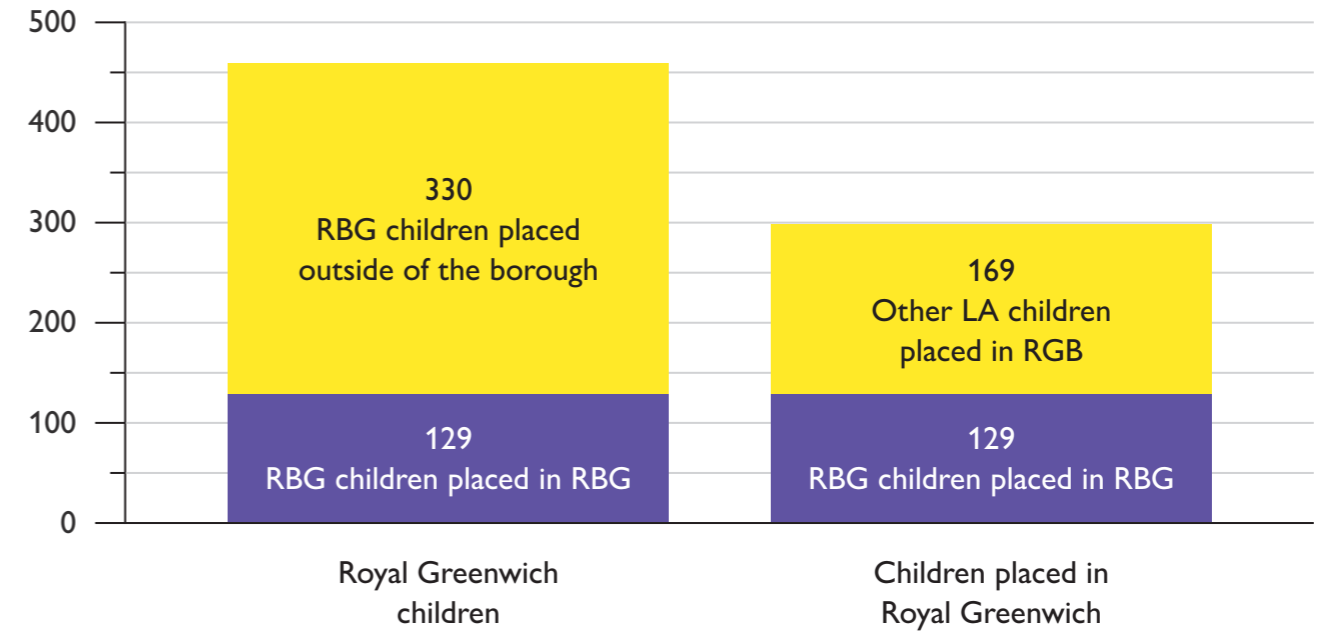 500
400
300
200
100
0
330
RBG children placed
outside of the borough
129
RBG children placed in RBG
169
Other LA children
placed in RGB
129
RBG children placed in RBG
Royal Greenwich
children
Children placed in
Royal Greenwich